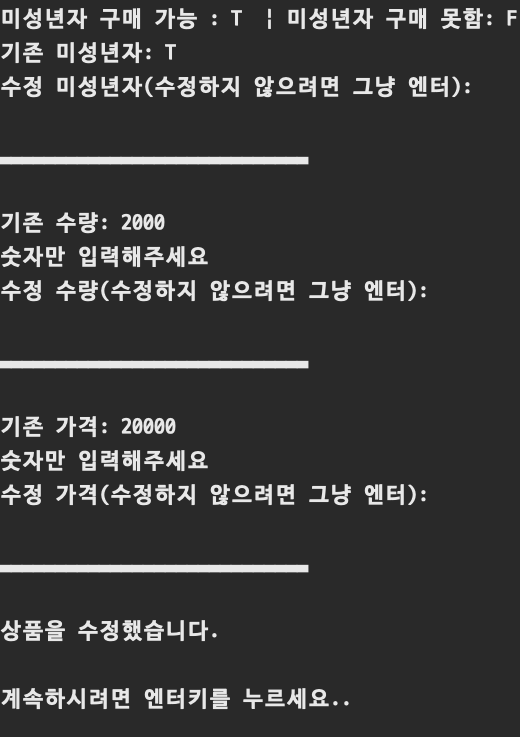 미성년자 구매 가능 : T ¦ 미성년자 구매 못함: F
기존 미성년자: T
수정 미성년자(수정하지 않으려면 그냥 엔터):
기존 수량: 2000
숫자만 입력해주세요
수정 수량(수정하지 않으려면 그냥 엔터):
기존 가격: 20000
숫자만 입력해주세요
수정 가격(수정하지 않으려면 그냥 엔터):
상품을 수정했습니다.
계속하시려면 엔터키를 누르세요..